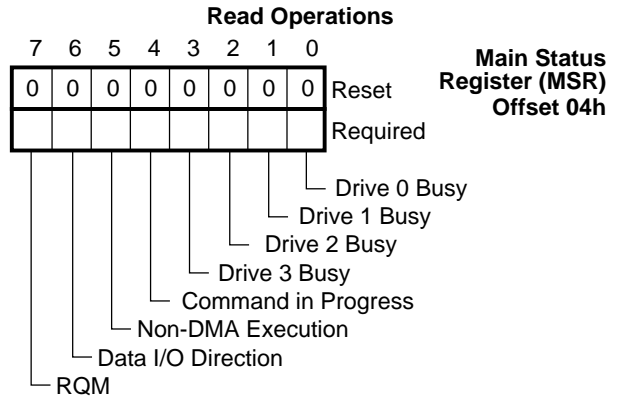 Read Operations
7 6 5 4 3 2 1 0
Main Status
Register (MSR)
Offset 04h
0 0 0 0 0 0 0 0 Reset
Required
Drive 0 Busy
Drive 1 Busy
Drive 2 Busy
Drive 3 Busy
Command in Progress
Non-DMA Execution
Data I/O Direction
RQM